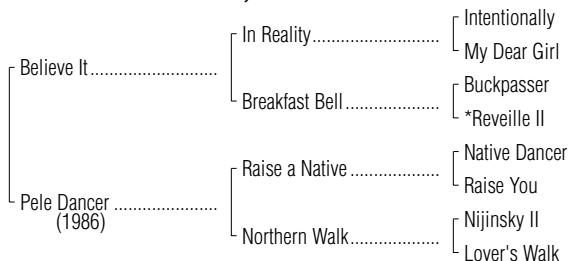 Intentionally
In Reality
My Dear Girl
Believe It
Buckpasser
Breakfast Bell
*Reveille II
Native Dancer
Raise a Native
Raise You
Pele Dancer
(1986)
Nijinsky II
Northern Walk
Lover's Walk